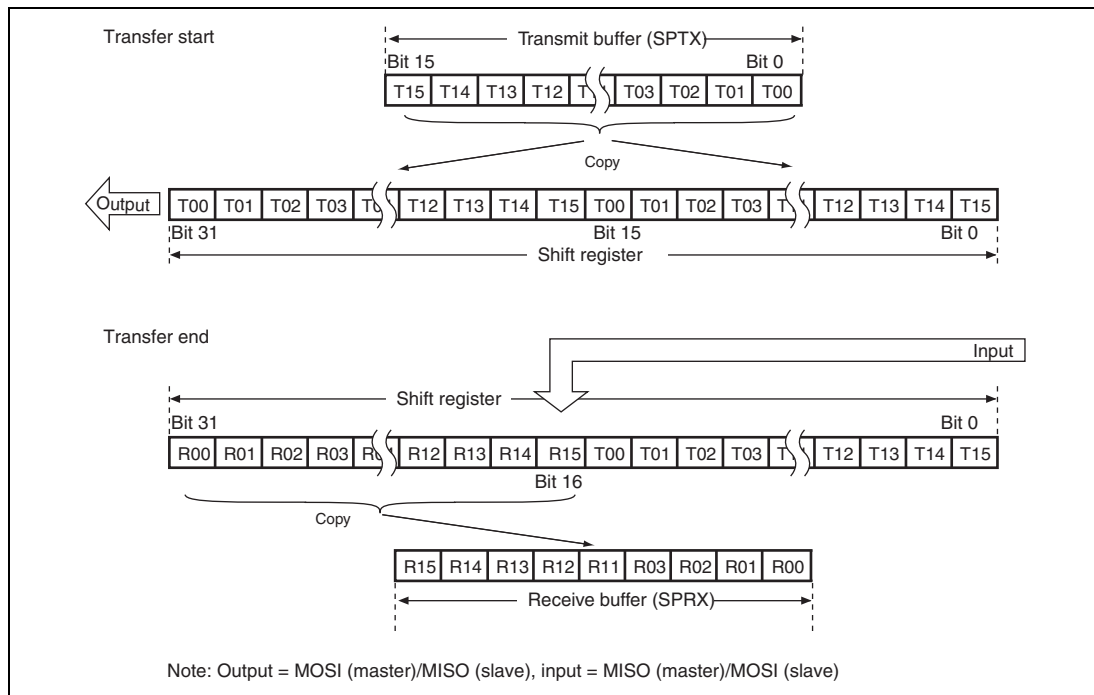 Transfer start
Transmit buffer (SPTX)
Bit 15 Bit 0
T15 T14 T13 T12 T03 T02 T01 T00
Copy
Output
T00 T01 T02 T03 T12 T13 T14 T15 T00 T01 T02 T03 T12 T13 T14 T15
Bit 31 Bit 15 Bit 0
Shift register
Transfer end
Input
Shift register
Bit 31 Bit 0
R00 R01 R02 R03 R12 R13 R14 R15 T00 T01 T02 T03 T12 T13 T14 T15
Bit 16
Copy
R15 R14 R13 R12 R11 R03 R02 R01 R00
Receive buffer (SPRX)
Note: Output = MOSI (master)/MISO (slave), input = MISO (master)/MOSI (slave)